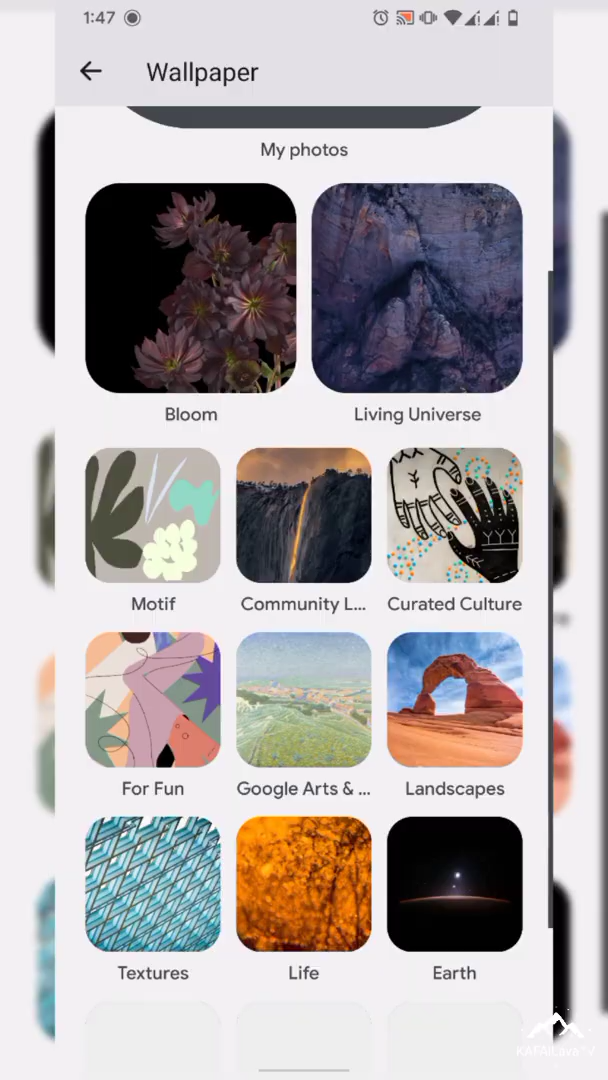 1:47
Wallpaper
My photos
Bloom
Living Universe
Motif
Community L...
Curated Culture
For Fun
Google Arts & ...
Landscapes
Textures
Life
Earth